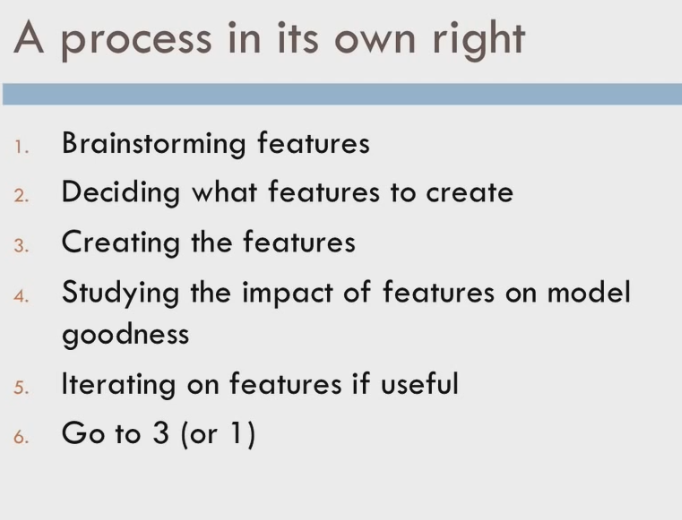 A process in its own right
1. Brainstorming features
2. Deciding what features to create
3. Creating the features
4. Studying the impact of features on model
goodness
5. Iterating on features if useful
6. Go to 3 (or 1)